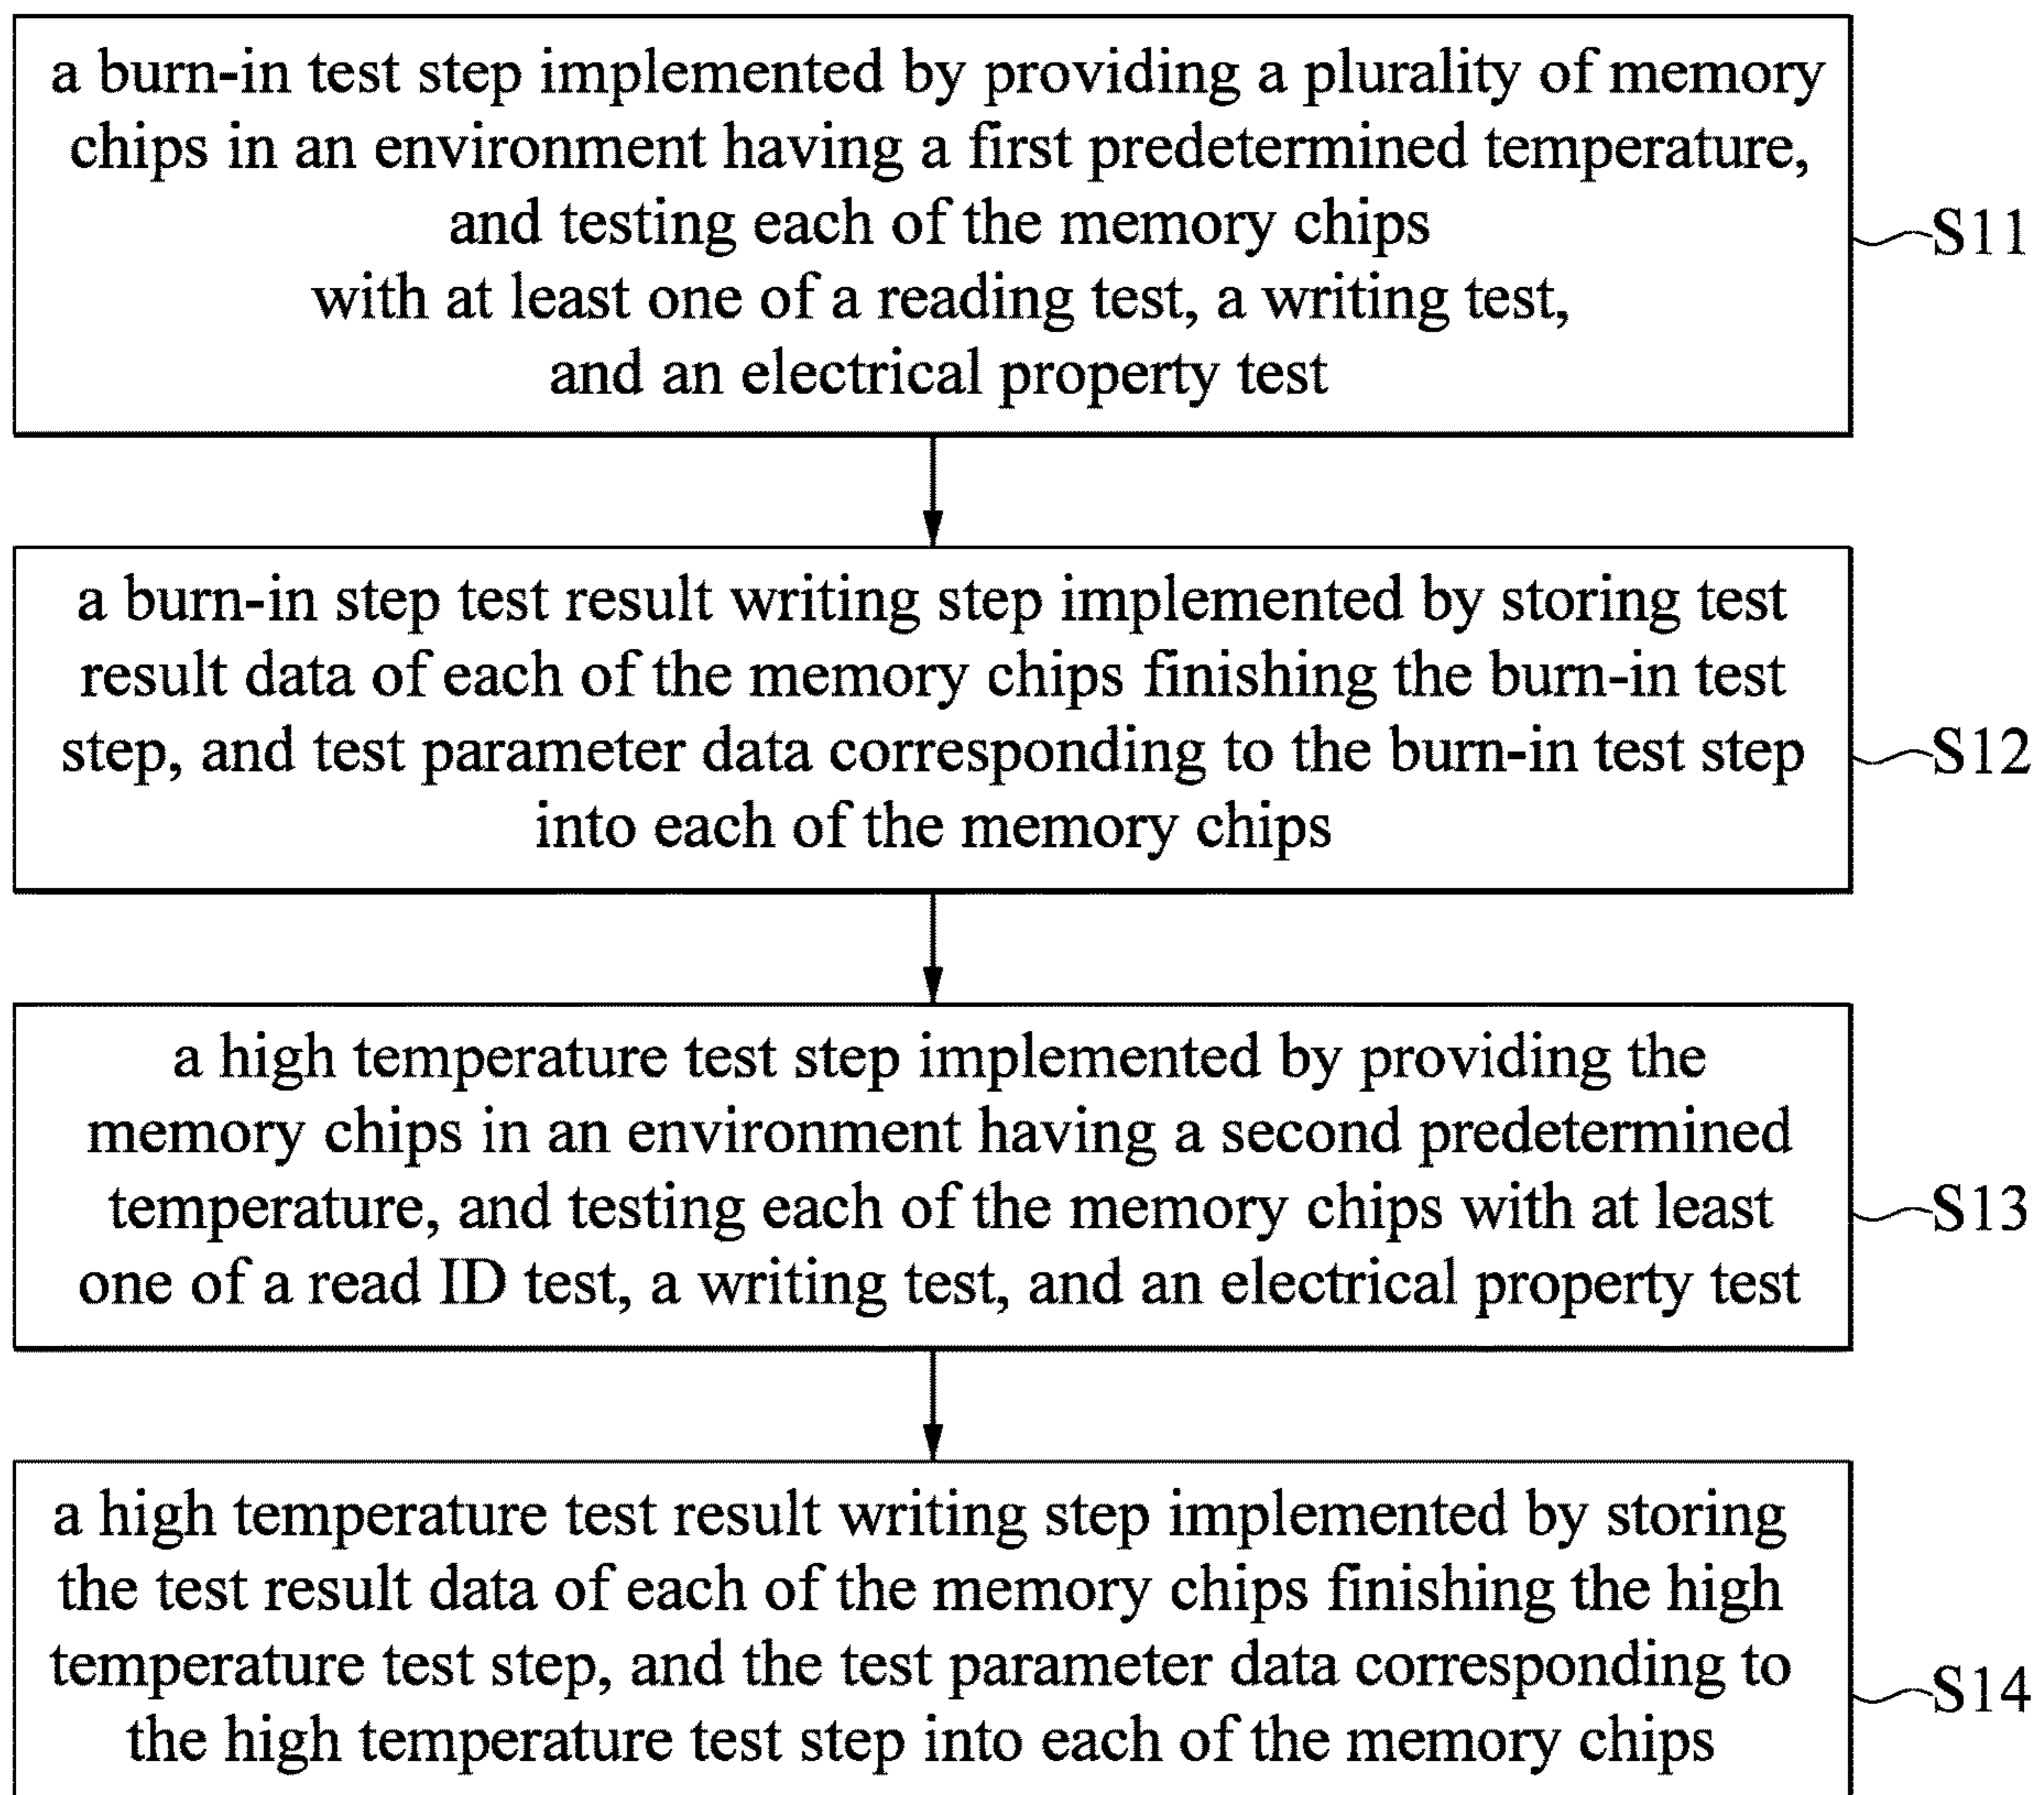 a burn-in test step implemented by providing a plurality of memory
chips in an environment having a first predetermined temperature,
and testing each of the memory chips
with at least one of a reading test, a writing test,
and an electrical property test
S11
a burn-in step test result writing step implemented by storing test
result data of each of the memory chips finishing the burn-in test
step, and test parameter data corresponding to the burn-in test step
into each of the memory chips
S12
a high temperature test step implemented by providing the
memory chips in an environment having a second predetermined
temperature, and testing each of the memory chips with at least
one of a read ID test, a writing test, and an electrical property test
S13
a high temperature test result writing step implemented by storing
the test result data of each of the memory chips finishing the high
temperature test step, and the test parameter data corresponding to
the high temperature test step into each of the memory chips
S14